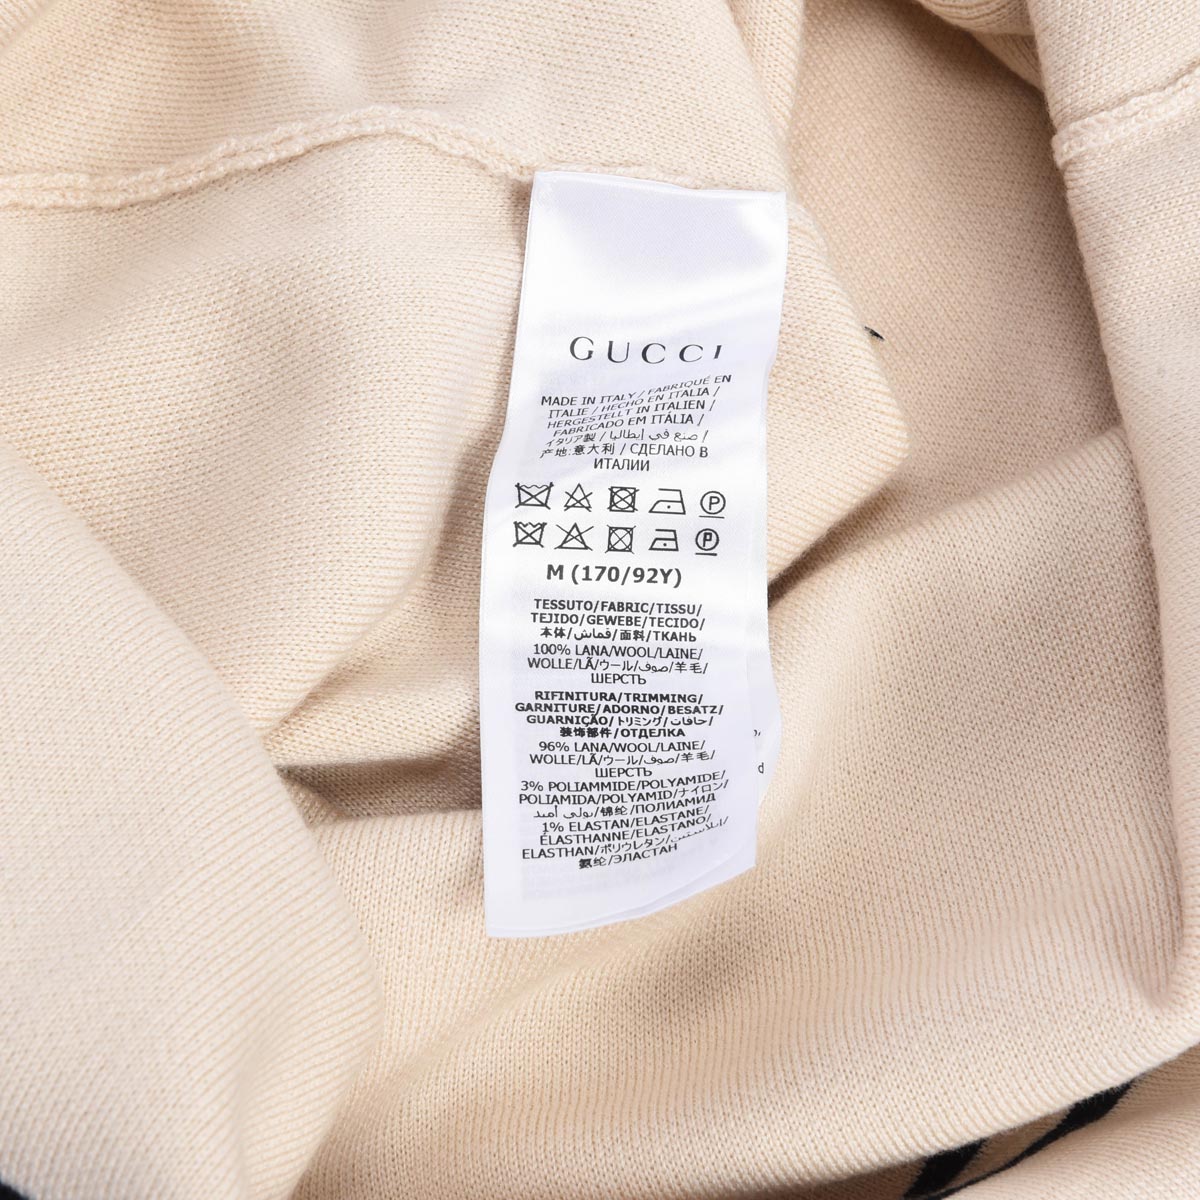 GUCCI
MADE IN ITALY / FABRIQUÉ EN
ITALIE / HECHO EN ITALIA /
HERGESTELLT IN ITALIEN /
FABRICADO EM ITÁLIA /
イタリア製 / صنع في إيطاليا /
产地:意大利 / СДЕЛАНО В
ИТАЛИИ
P
P
M (170/92Y)
TESSUTO/FABRIC/TISSU/
TEJIDO/GEWEBE/TECIDO/
本体/قماش/面料/ТКАНЬ
100% LANA/WOOL/LAINE/
WOLLE/LÃ/ウール/صوف/羊毛/
ШЕРСТЬ
RIFINITURA/TRIMMING/
GARNITURE/ADORNO/BESATZ/
GUARNIÇÃO/トリミング/حافات/
装饰部件/ОТДЕЛКА
96% LANA/WOOL/LAINE/
WOLLE/LÃ/ウール/صوف/羊毛/
ШЕРСТЬ
3% POLIAMMIDE/POLYAMIDE/
POLIAMIDA/POLYAMID/ナイロン/
بولي أميد/锦纶/ПОЛИАМИД
1% ELASTAN/ELASTANE/
ÉLASTHANNE/ELASTANO/
ELASTHAN/ポリウレタン/إيلاستين/
氨纶/ЭЛАСТАН